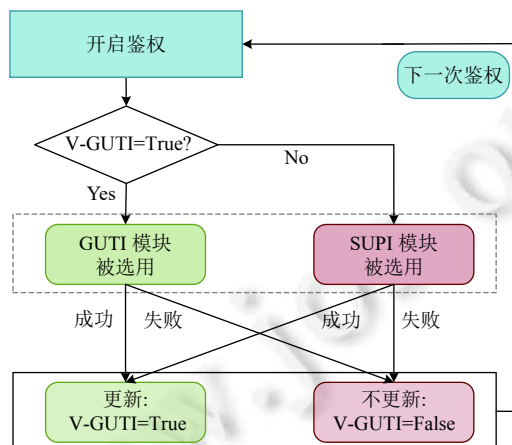 开启鉴权
下一次鉴权
V-GUTI=True?
No
Yes
GUTI 模块
被选用
SUPI 模块
被选用
成功
失败
成功
失败
更新:
V-GUTI=True
不更新:
V-GUTI=False